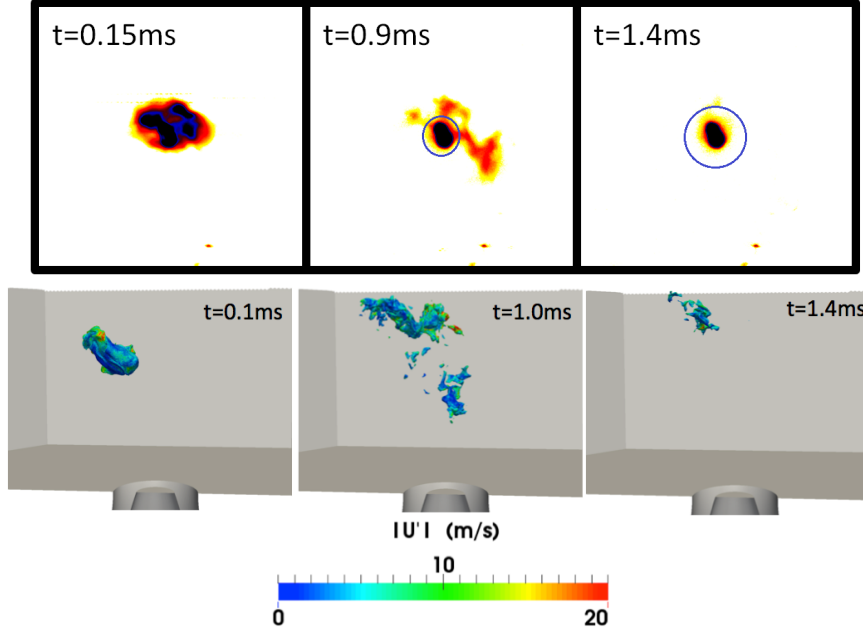 t=0.15ms
t=0.9ms
t=1.4ms
t=0.1ms
t=1.0ms
t=1.4ms
|U'| (m/s)
10
0
20